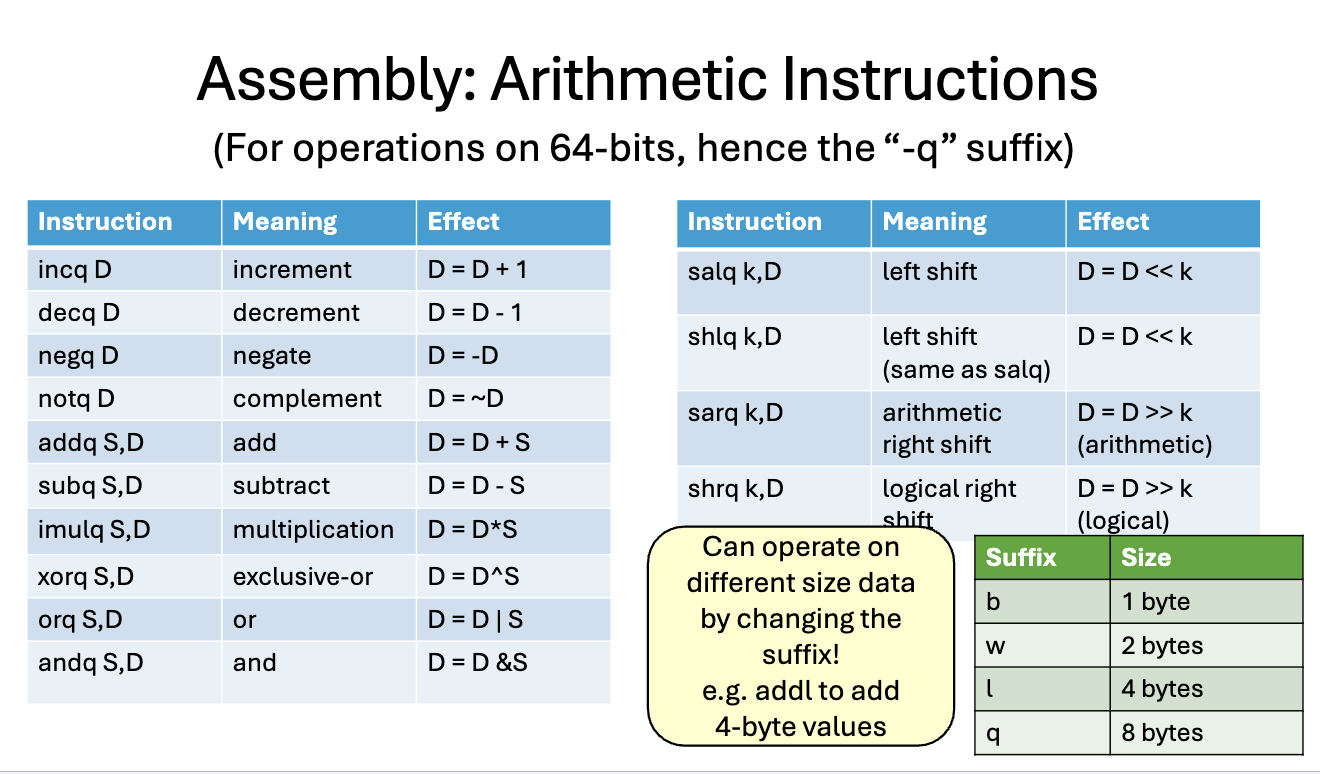 Assembly: Arithmetic Instructions
(For operations on 64-bits, hence the “-q” suffix)
Instruction Meaning Effect
incq D increment D = D + 1
decq D decrement D = D - 1
negq D negate D = -D
notq D complement D = ~D
addq S,D add D = D + S
subq S,D subtract D = D - S
imulq S,D multiplication D = D*S
xorq S,D exclusive-or D = D^S
orq S,D or D = D | S
andq S,D and D = D &S
Instruction Meaning Effect
salq k,D left shift D = D << k
shlq k,D left shift D = D << k
(same as salq)
sarq k,D arithmetic D = D >> k
right shift (arithmetic)
shrq k,D logical right D = D >> k
shift (logical)
Can operate on
different size data
by changing the
suffix!
e.g. addl to add
4-byte values
Suffix Size
b 1 byte
w 2 bytes
l 4 bytes
q 8 bytes